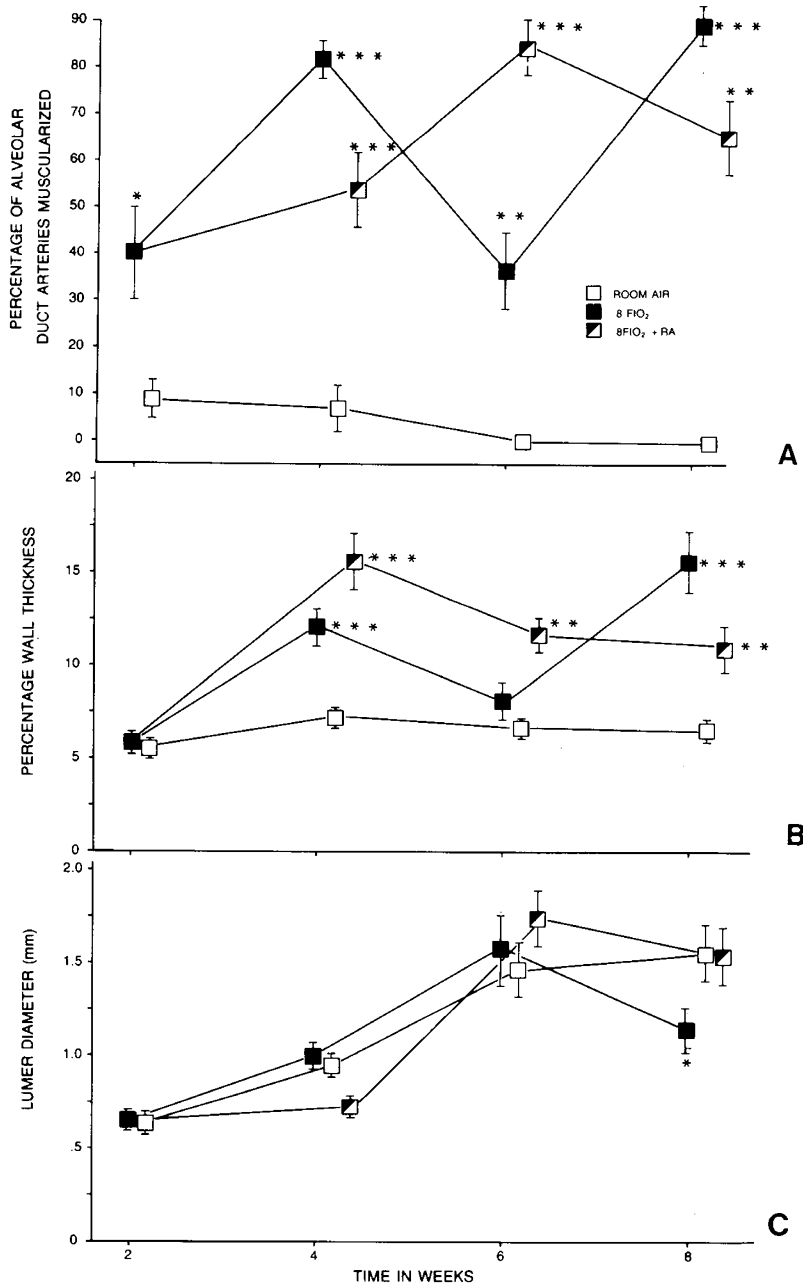 90
80
70
60
50
40
30
20
10
0
PERCENTAGE OF ALVEOLAR
DUCT ARTERIES MUSCULARIZED
*
* * *
* * *
* * *
* *
* * *
* *
ROOM AIR
8 FIO₂
8FIO₂ + RA
A
20
15
10
5
0
PERCENTAGE WALL THICKNESS
* * *
* * *
* *
* * *
* *
B
2.0
1.5
1.0
.5
0
LUMER DIAMETER (mm)
*
C
2 4 6 8
TIME IN WEEKS